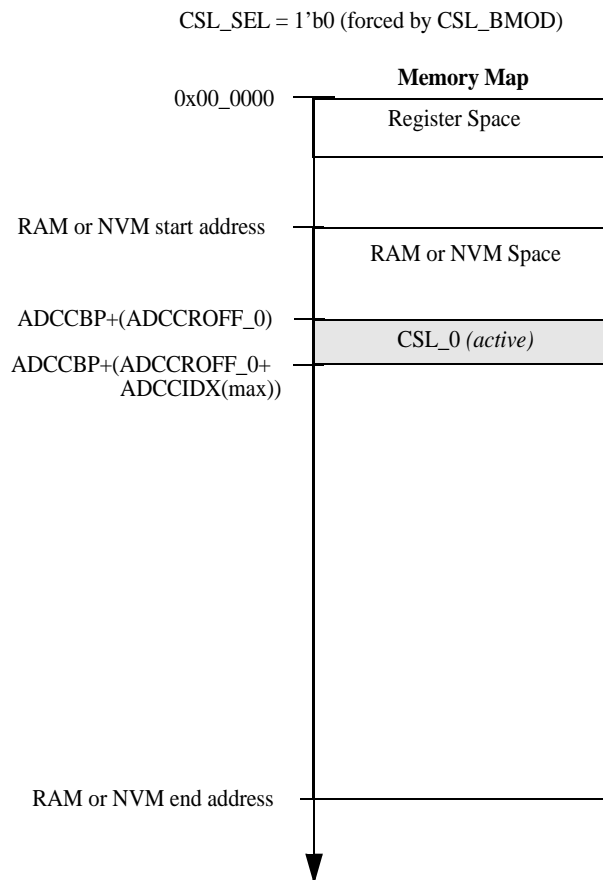 CSL_SEL = 1’b0 (forced by CSL_BMOD)
Memory Map
0x00_0000
Register Space
RAM or NVM start address
RAM or NVM Space
ADCCBP+(ADCCROFF_0)
CSL_0 (active)
ADCCBP+(ADCCROFF_0+
ADCCIDX(max))
RAM or NVM end address